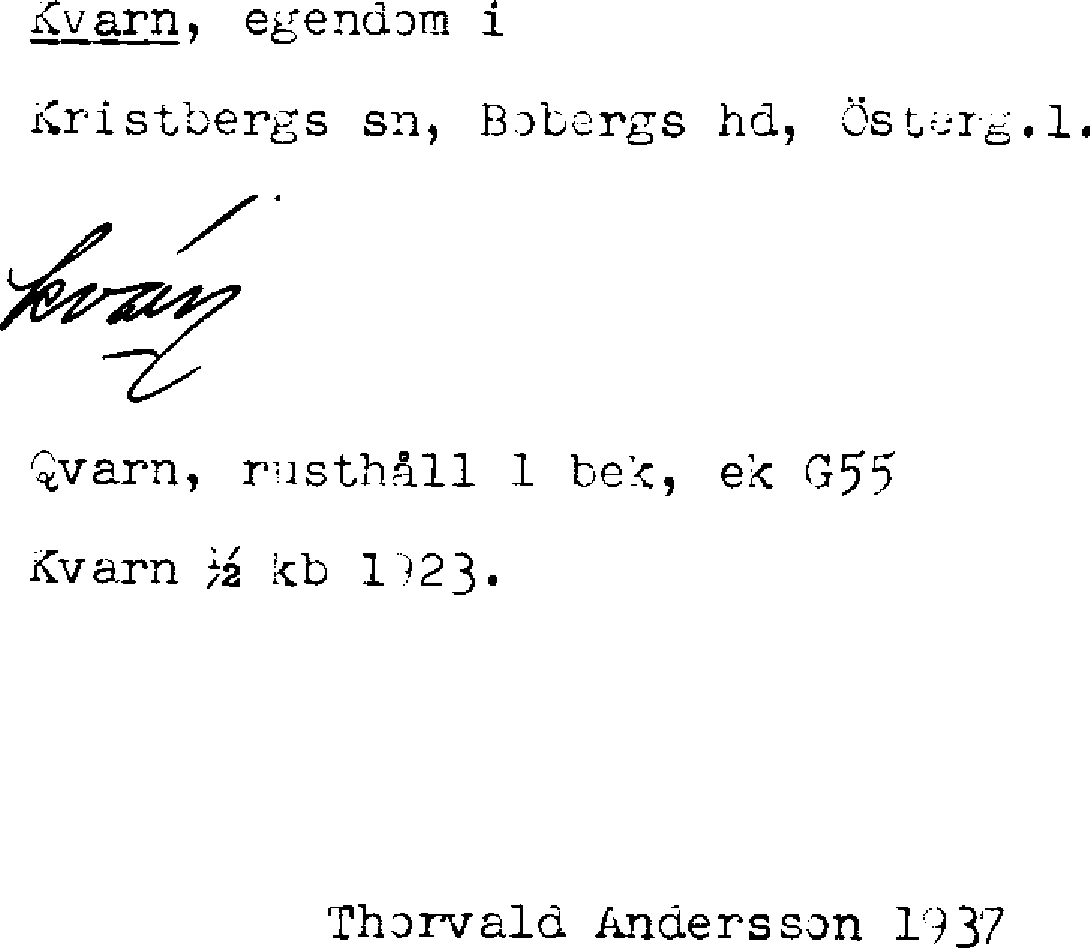 Kvarn, egendom i
Kristbergs sn, Bobergs hd, Österg.l.
kván
Qvarn, rusthåll 1 bek, ek G55
Kvarn ½ kb 1923.
Thorvald Andersson 1937